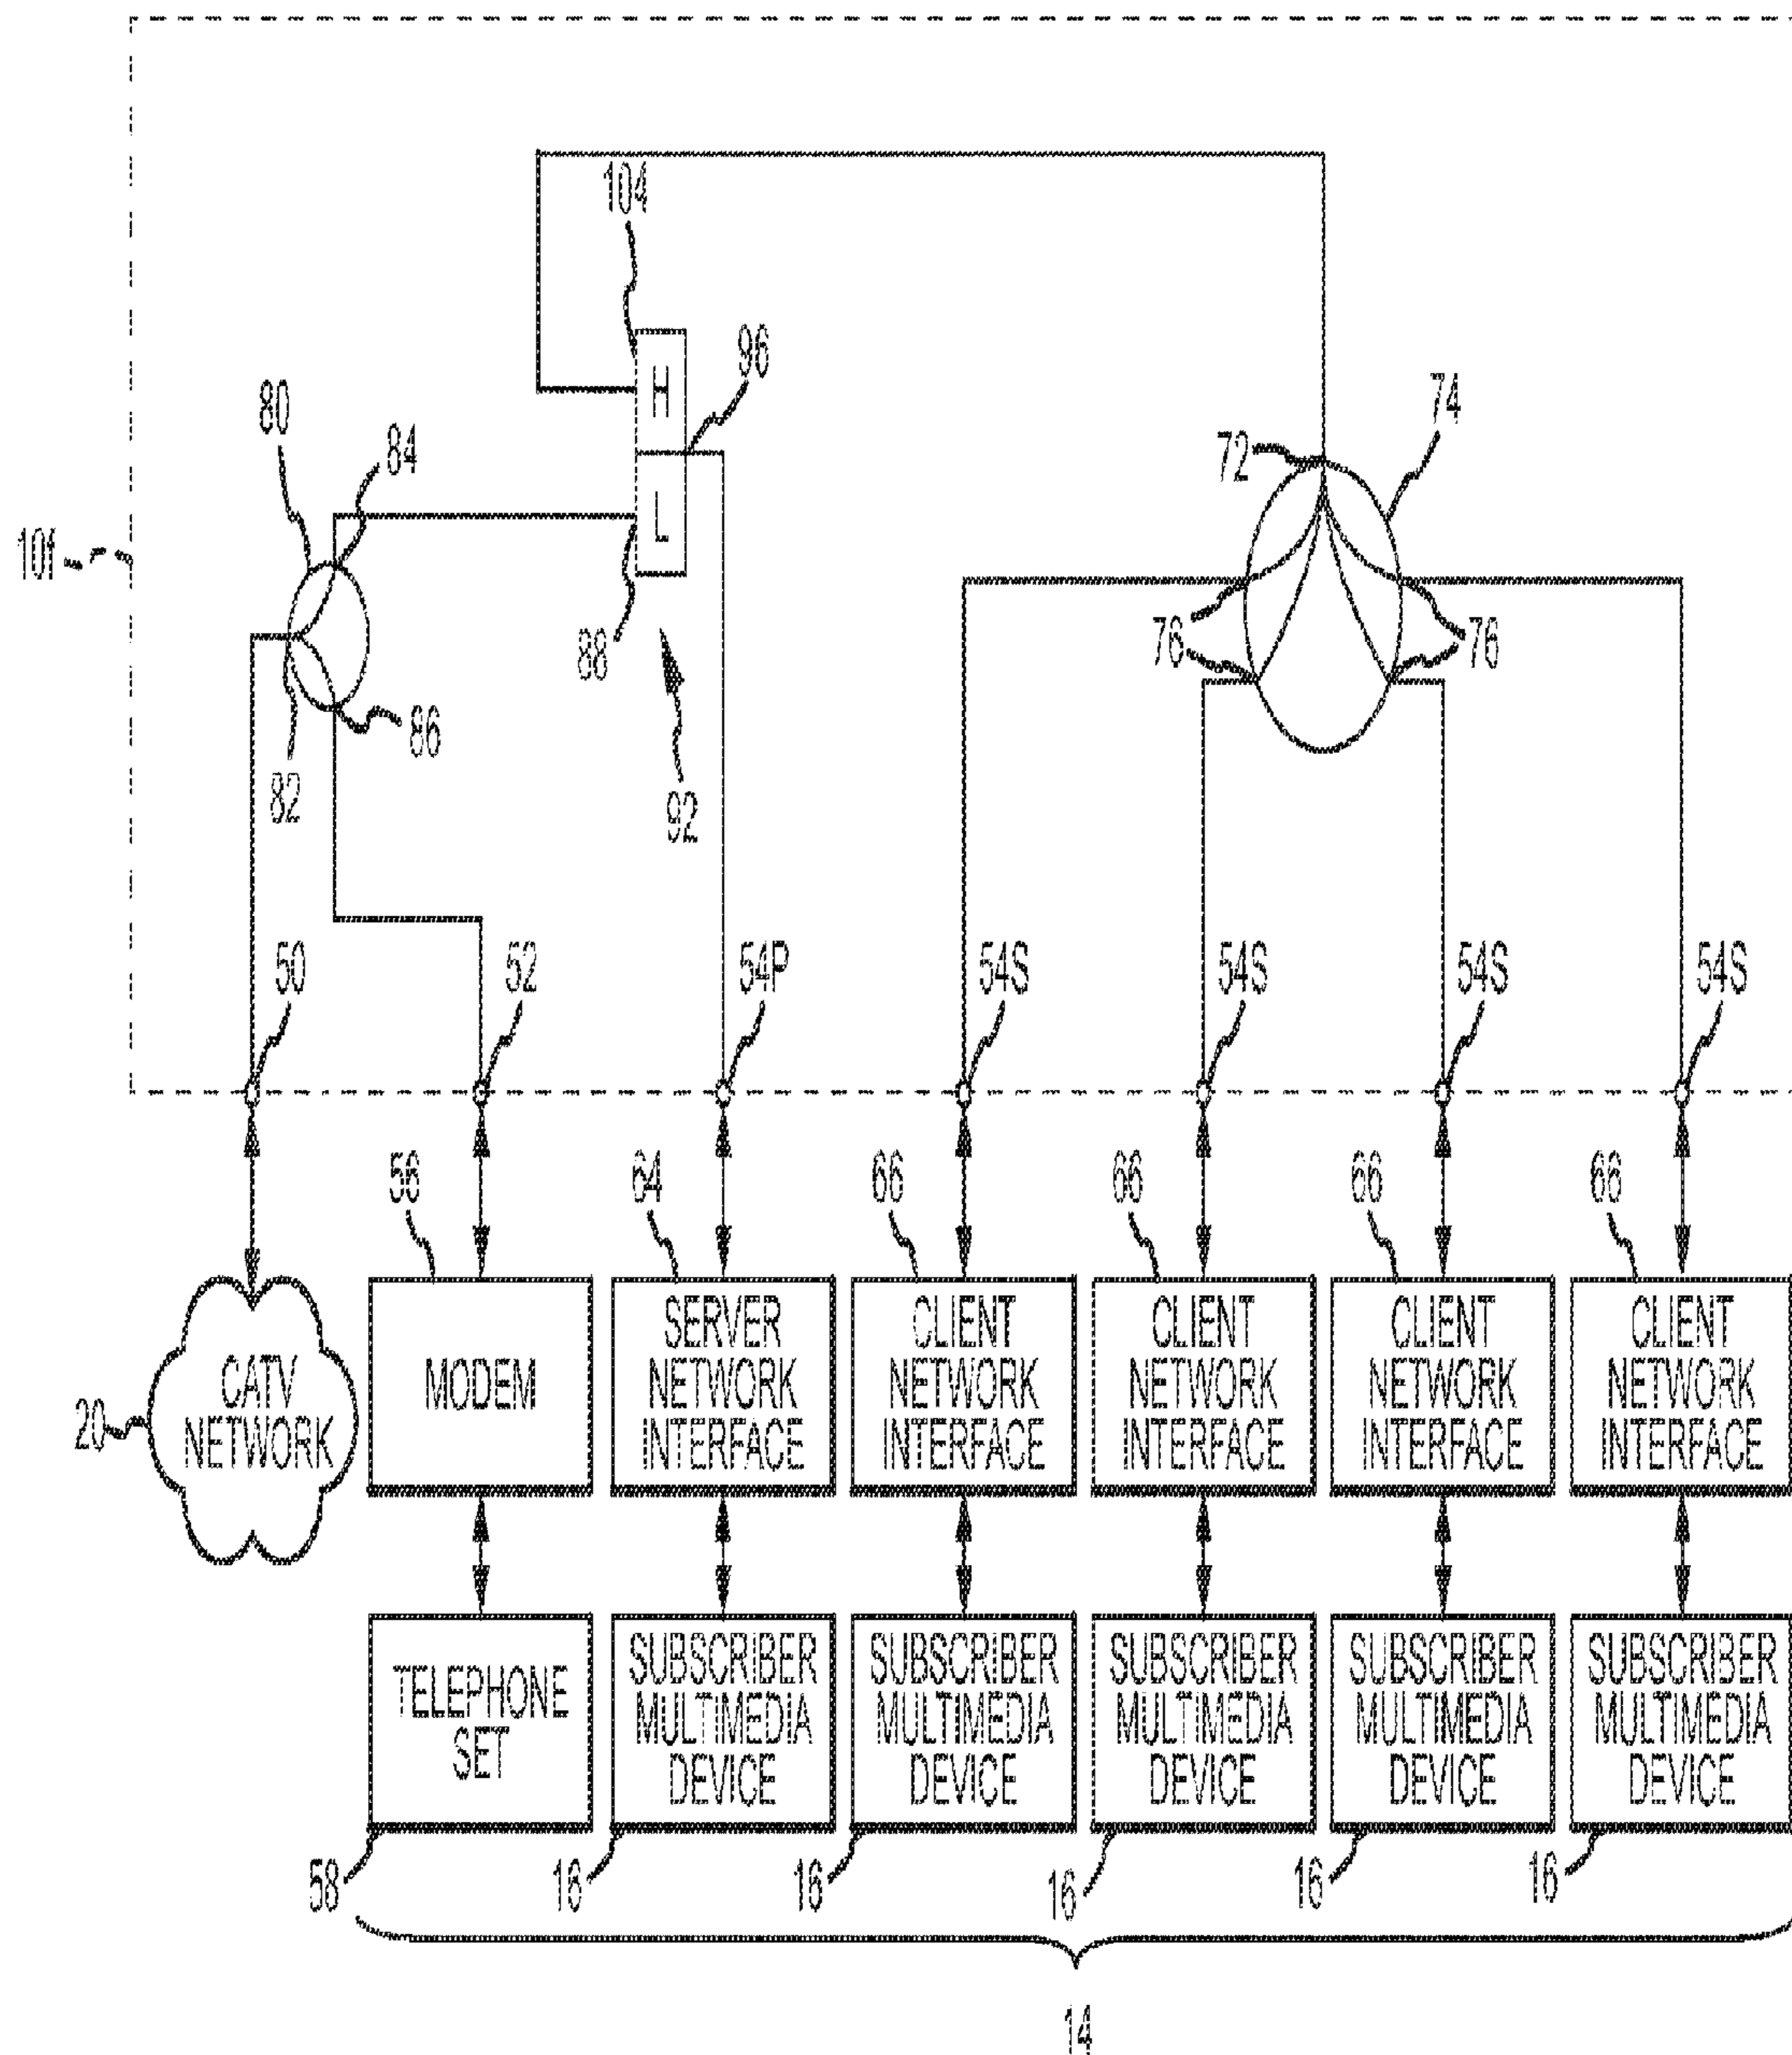 104
96
H
L
80
84
72
74
10f
88
76
76
86
82
92
50
52
54P
54S
54S
54S
54S
56
64
66
66
66
66
20
CATV
NETWORK
MODEM
SERVER
NETWORK
INTERFACE
CLIENT
NETWORK
INTERFACE
CLIENT
NETWORK
INTERFACE
CLIENT
NETWORK
INTERFACE
CLIENT
NETWORK
INTERFACE
TELEPHONE
SET
SUBSCRIBER
MULTIMEDIA
DEVICE
SUBSCRIBER
MULTIMEDIA
DEVICE
SUBSCRIBER
MULTIMEDIA
DEVICE
SUBSCRIBER
MULTIMEDIA
DEVICE
SUBSCRIBER
MULTIMEDIA
DEVICE
58
16
16
16
16
16
14